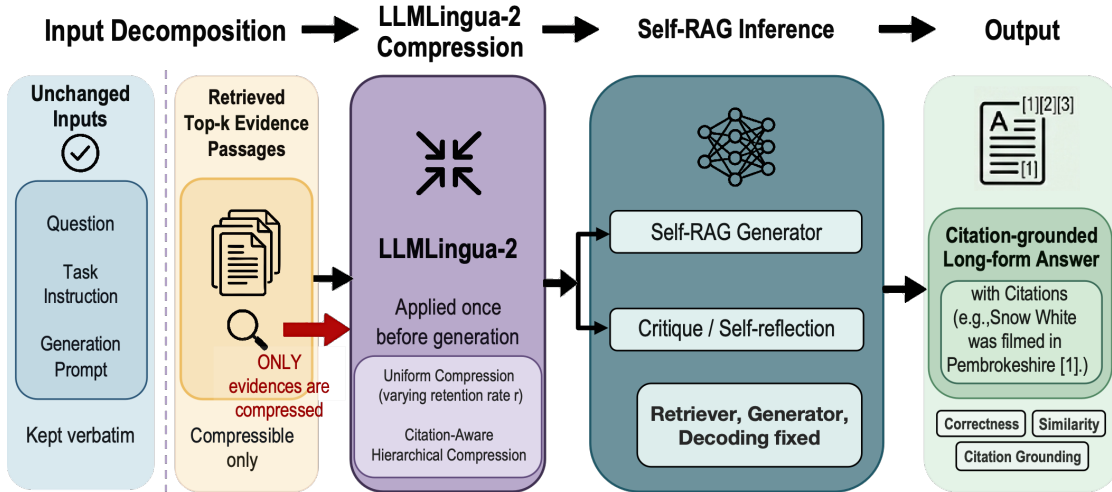 Input Decomposition
LLMLingua-2
Compression
Self-RAG Inference
Output
Unchanged
Inputs
Question
Task
Instruction
Generation
Prompt
Kept verbatim
Retrieved
Top-k Evidence
Passages
ONLY
evidences are
compressed
Compressible
only
LLMLingua-2
Applied once
before generation
Uniform Compression
(varying retention rate r)
Citation-Aware
Hierarchical Compression
Self-RAG Generator
Critique / Self-reflection
Retriever, Generator,
Decoding fixed
[1][2][3]
A
[1]
Citation-grounded
Long-form Answer
with Citations
(e.g.,Snow White
was filmed in
Pembrokeshire [1].)
Correctness
Similarity
Citation Grounding